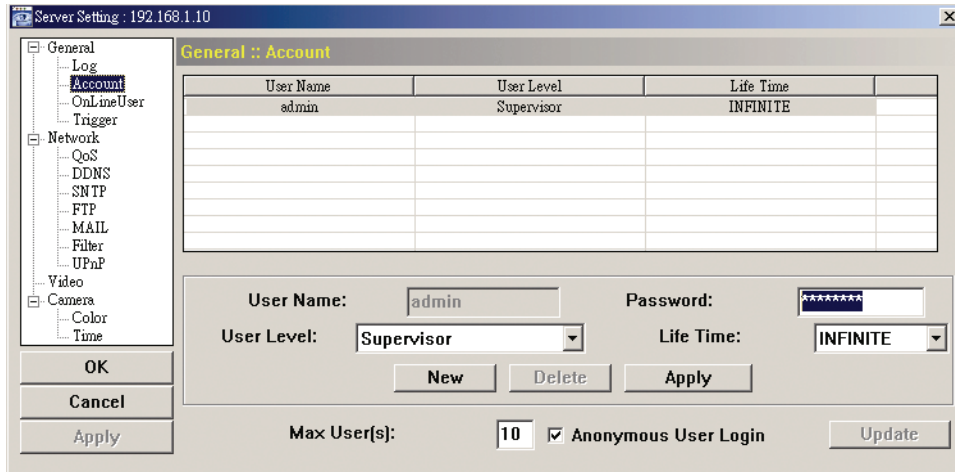 Server Setting : 192.168.1.10
General
Log
Account
OnLineUser
Trigger
Network
QoS
DDNS
SNTP
FTP
MAIL
Filter
UPnP
Video
Camera
Color
Time
OK
Cancel
Apply
General :: Account
User Name User Level Life Time
admin Supervisor INFINITE
User Name: admin Password: ********
User Level: Supervisor Life Time: INFINITE
New Delete Apply
Max User(s): 10 Anonymous User Login Update